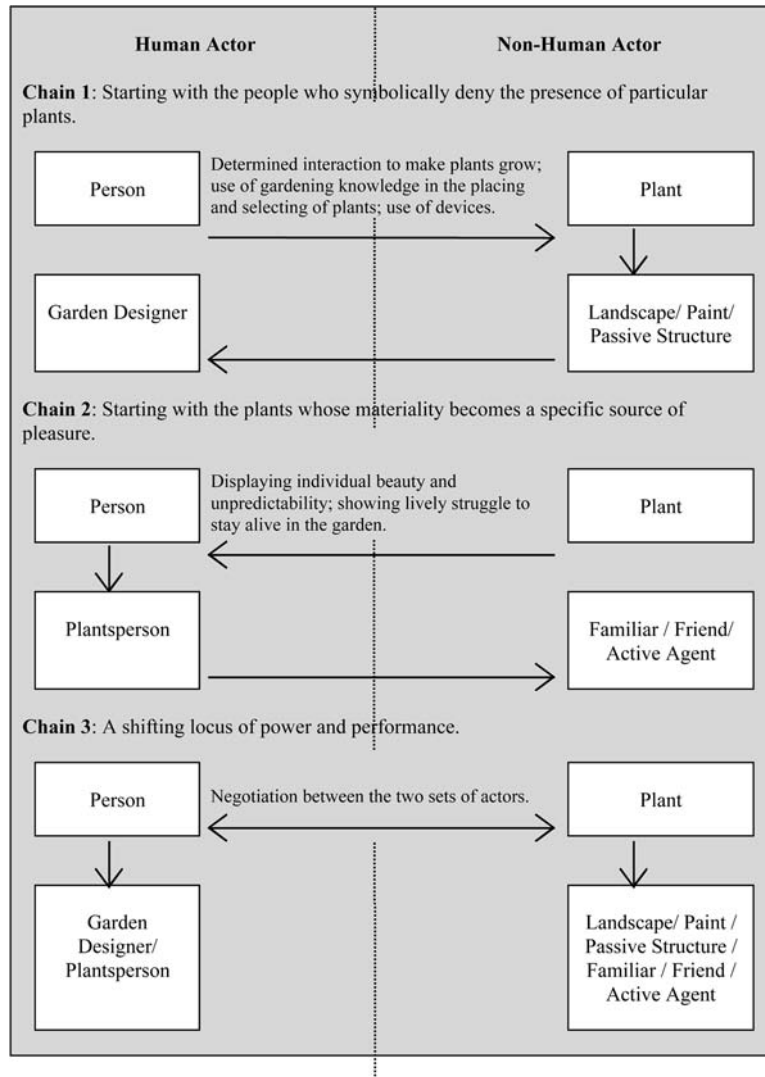 Human Actor
Non-Human Actor
Chain 1: Starting with the people who symbolically deny the presence of particular
plants.
Person
Determined interaction to make plants grow;
use of gardening knowledge in the placing
and selecting of plants; use of devices.
Plant
Garden Designer
Landscape/ Paint/
Passive Structure
Chain 2: Starting with the plants whose materiality becomes a specific source of
pleasure.
Person
Displaying individual beauty and
unpredictability; showing lively struggle to
stay alive in the garden.
Plant
Plantsperson
Familiar / Friend/
Active Agent
Chain 3: A shifting locus of power and performance.
Person
Negotiation between the two sets of actors.
Plant
Garden
Designer/
Plantsperson
Landscape/ Paint /
Passive Structure /
Familiar / Friend /
Active Agent